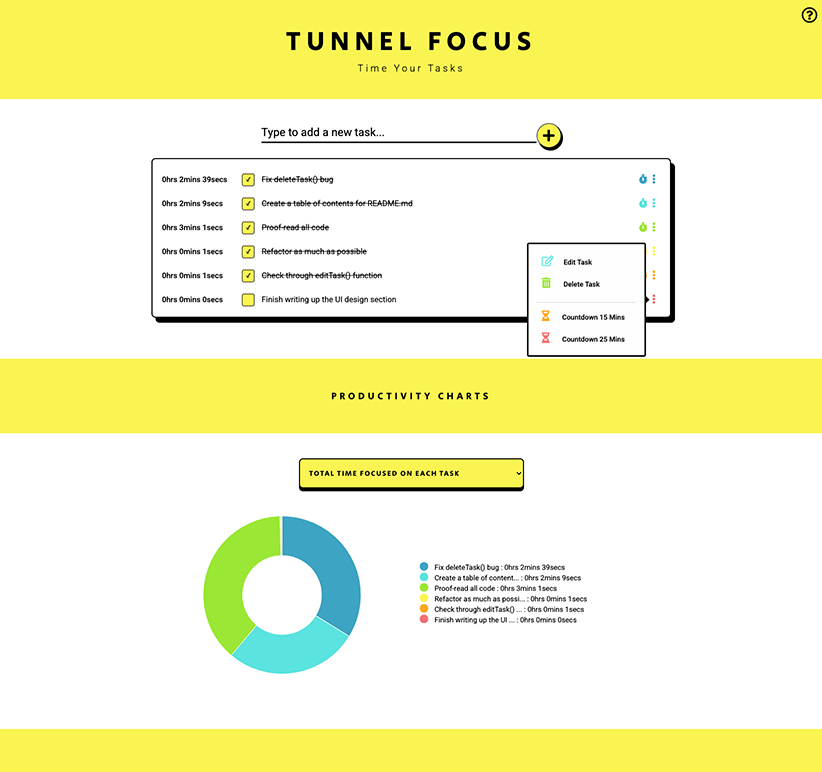 ?
TUNNEL FOCUS
Time Your Tasks
Type to add a new task...
0hrs 2mins 39secs Fix deleteTask() bug
0hrs 2mins 9secs Create a table of contents for README.md
0hrs 3mins 1secs Proof-read all code
0hrs 0mins 1secs Refactor as much as possible
0hrs 0mins 1secs Check through editTask() function
0hrs 0mins 0secs Finish writing up the UI design section
Edit Task
Delete Task
Countdown 15 Mins
Countdown 25 Mins
PRODUCTIVITY CHARTS
TOTAL TIME FOCUSED ON EACH TASK
Fix deleteTask() bug : 0hrs 2mins 39secs
Create a table of content... : 0hrs 2mins 9secs
Proof-read all code : 0hrs 3mins 1secs
Refactor as much as possi... : 0hrs 0mins 1secs
Check through editTask() ... : 0hrs 0mins 1secs
Finish writing up the UI ... : 0hrs 0mins 0secs